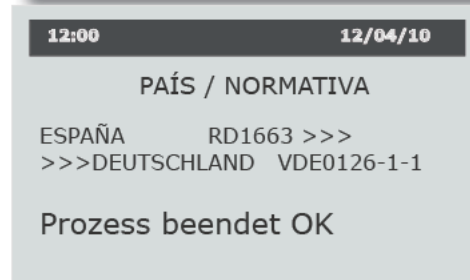 12:00 12/04/10
PAÍS / NORMATIVA
ESPAÑA RD1663 >>>
>>>DEUTSCHLAND VDE0126-1-1
Prozess beendet OK